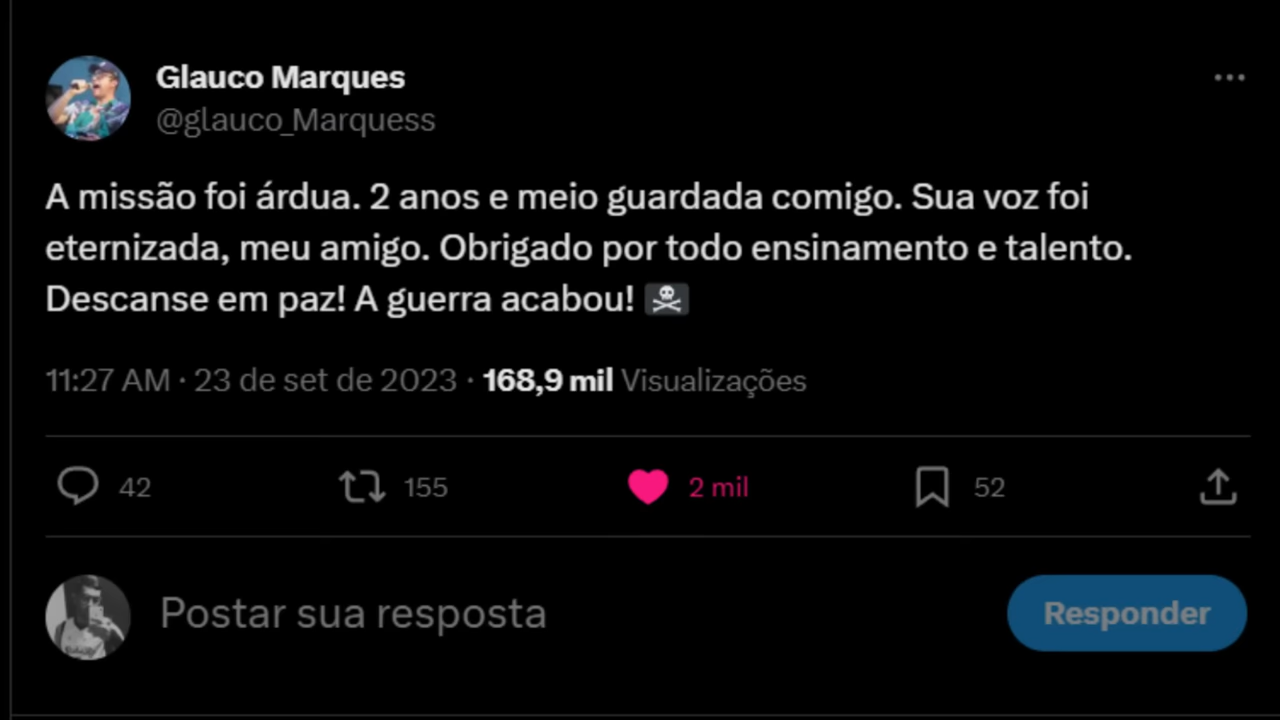 Glauco Marques
@glauco_Marquess
A missão foi árdua. 2 anos e meio guardada comigo. Sua voz foi
eternizada, meu amigo. Obrigado por todo ensinamento e talento.
Descanse em paz! A guerra acabou! ☠️
11:27 AM · 23 de set de 2023 · 168,9 mil Visualizações
42 155 2 mil 52
Postar sua resposta Responder